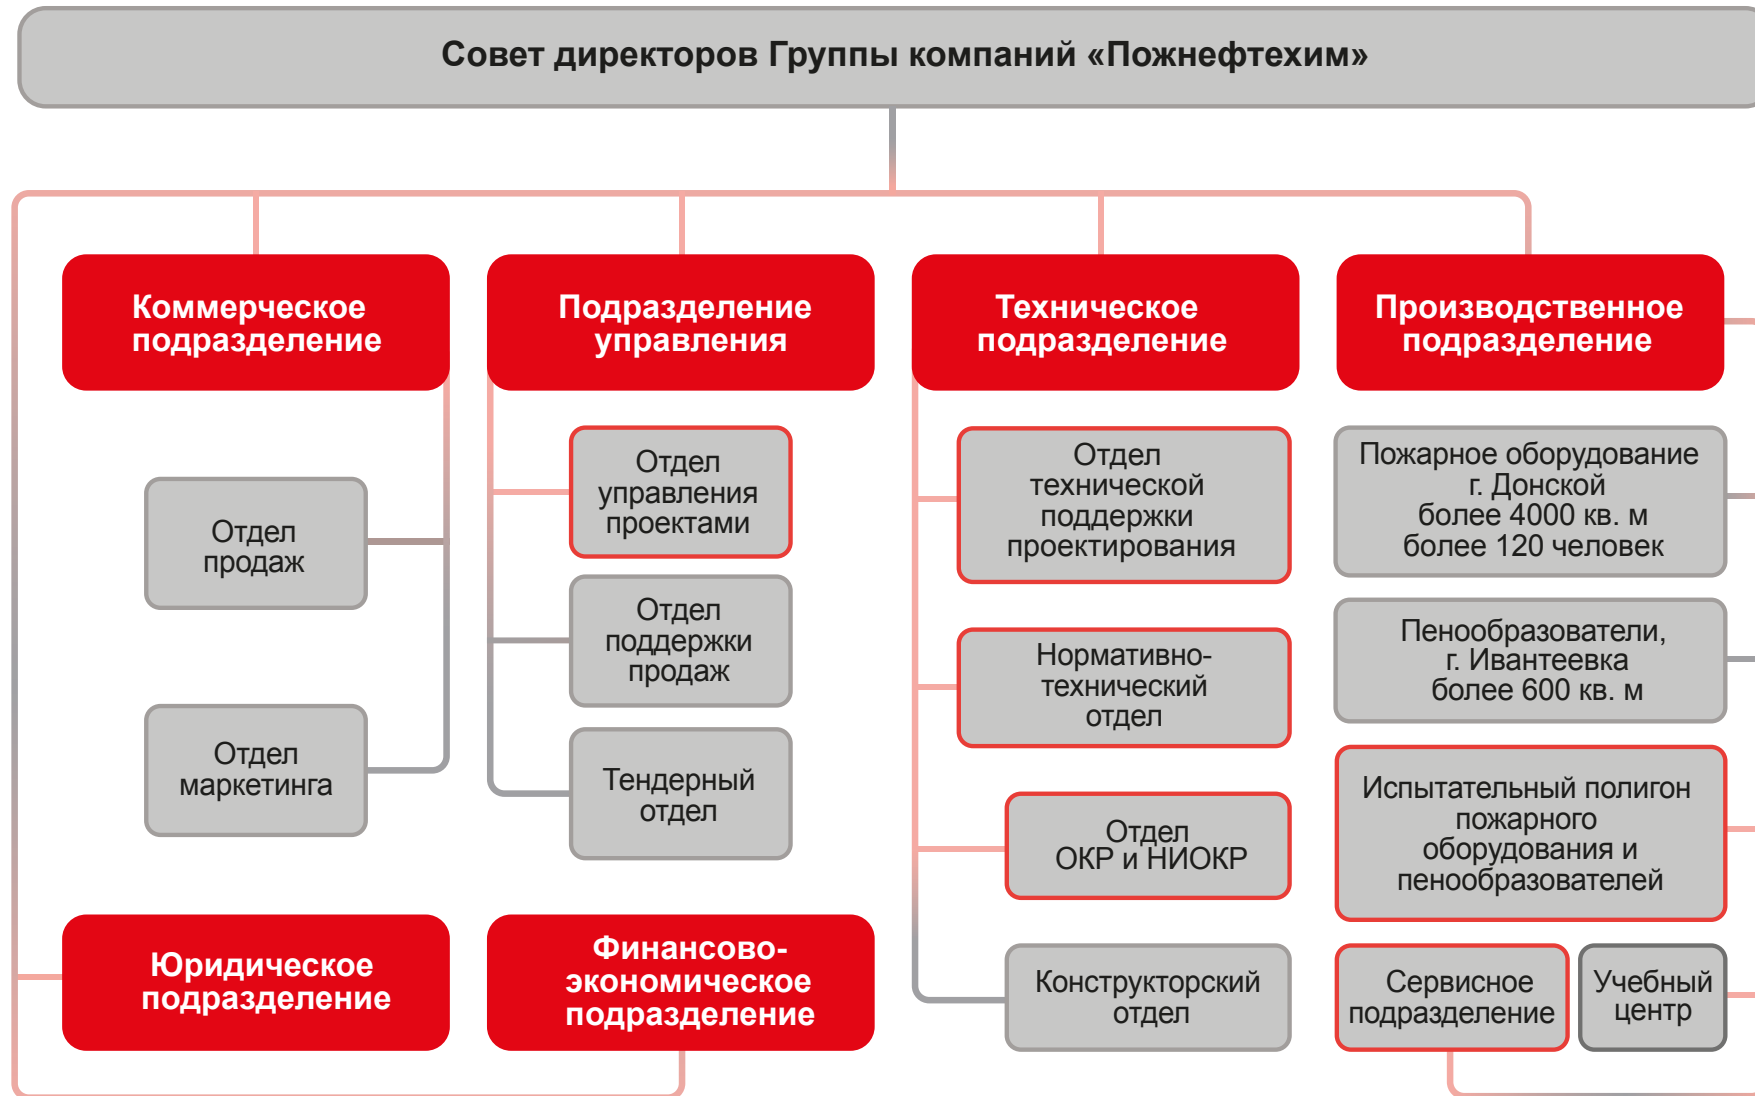 Совет директоров Группы компаний «Пожнефтехим»
Коммерческое
подразделение
Подразделение
управления
Техническое
подразделение
Производственное
подразделение
Отдел
продаж
Отдел
маркетинга
Отдел
управления
проектами
Отдел
поддержки
продаж
Тендерный
отдел
Отдел
технической
поддержки
проектирования
Нормативно-
технический
отдел
Отдел
ОКР и НИОКР
Конструкторский
отдел
Пожарное оборудование
г. Донской
более 4000 кв. м
более 120 человек
Пенообразователи,
г. Ивантеевка
более 600 кв. м
Испытательный полигон
пожарного
оборудования и
пенообразователей
Сервисное
подразделение
Учебный
центр
Юридическое
подразделение
Финансово-
экономическое
подразделение